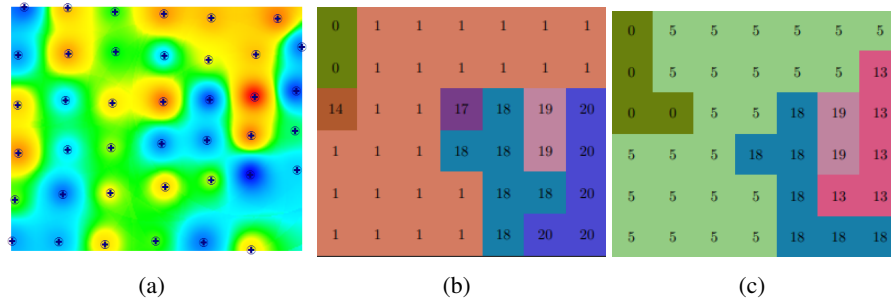 0 1 1 1 1 1 1
0 1 1 1 1 1 1
14 1 1 17 18 19 20
1 1 1 18 18 19 20
1 1 1 1 18 18 20
1 1 1 1 18 20 20
0 5 5 5 5 5 5
0 5 5 5 5 5 13
0 0 5 5 18 19 13
5 5 5 18 18 19 13
5 5 5 5 18 13 13
5 5 5 5 18 18 18
(a) (b) (c)